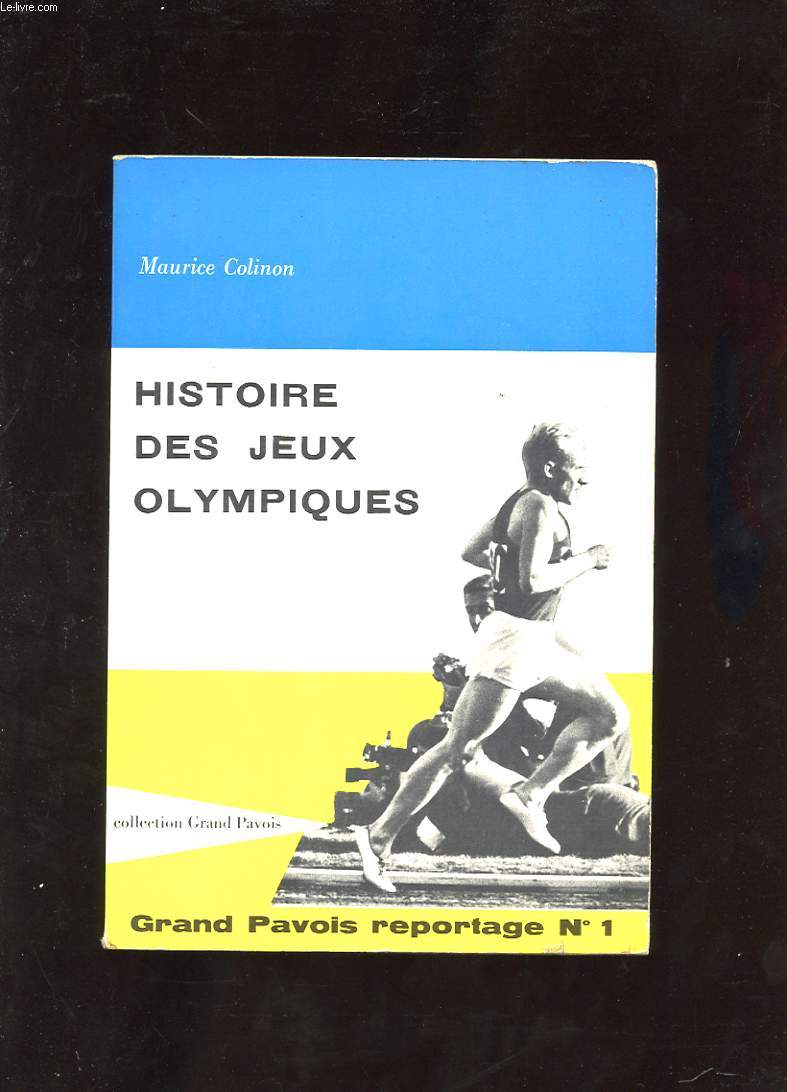 Le-livre.com
Maurice Colinon
HISTOIRE
DES JEUX
OLYMPIQUES
collection Grand Pavois
Grand Pavois reportage N° 1